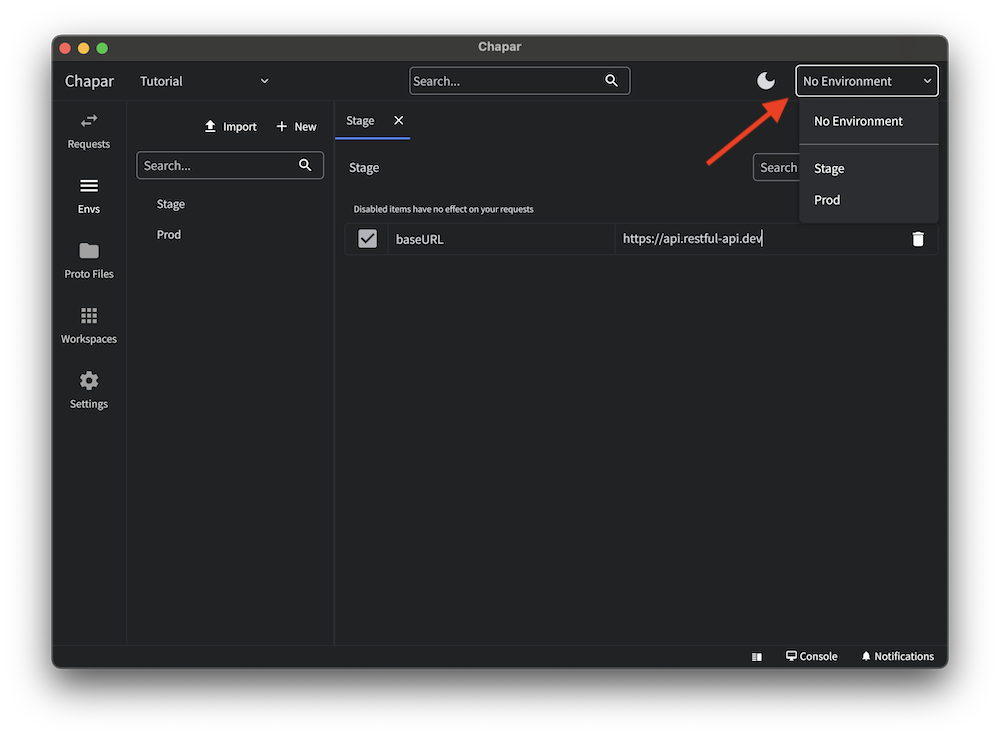 Chapar
Chapar
Tutorial
Search...
No Environment
No Environment
Stage
Prod
Requests
Envs
Proto Files
Workspaces
Settings
Import
New
Search...
Stage
Prod
Stage
Stage
Search
Disabled items have no effect on your requests
baseURL
https://api.restful-api.dev
Console
Notifications